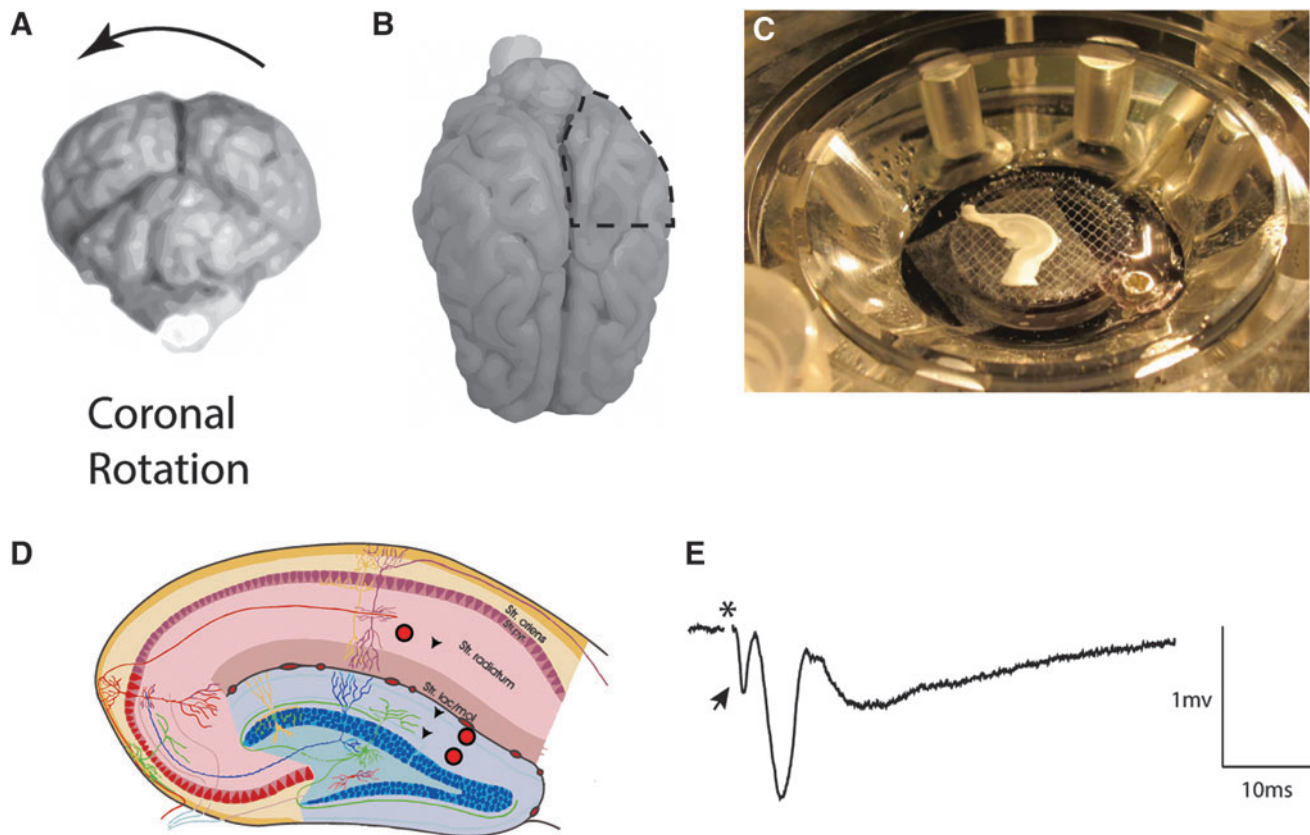 A
B
C
Coronal
Rotation
D
Str. oriens
Str.pyr.
Str. radiatum
Str. lac/mol
E
*
1mv
10ms